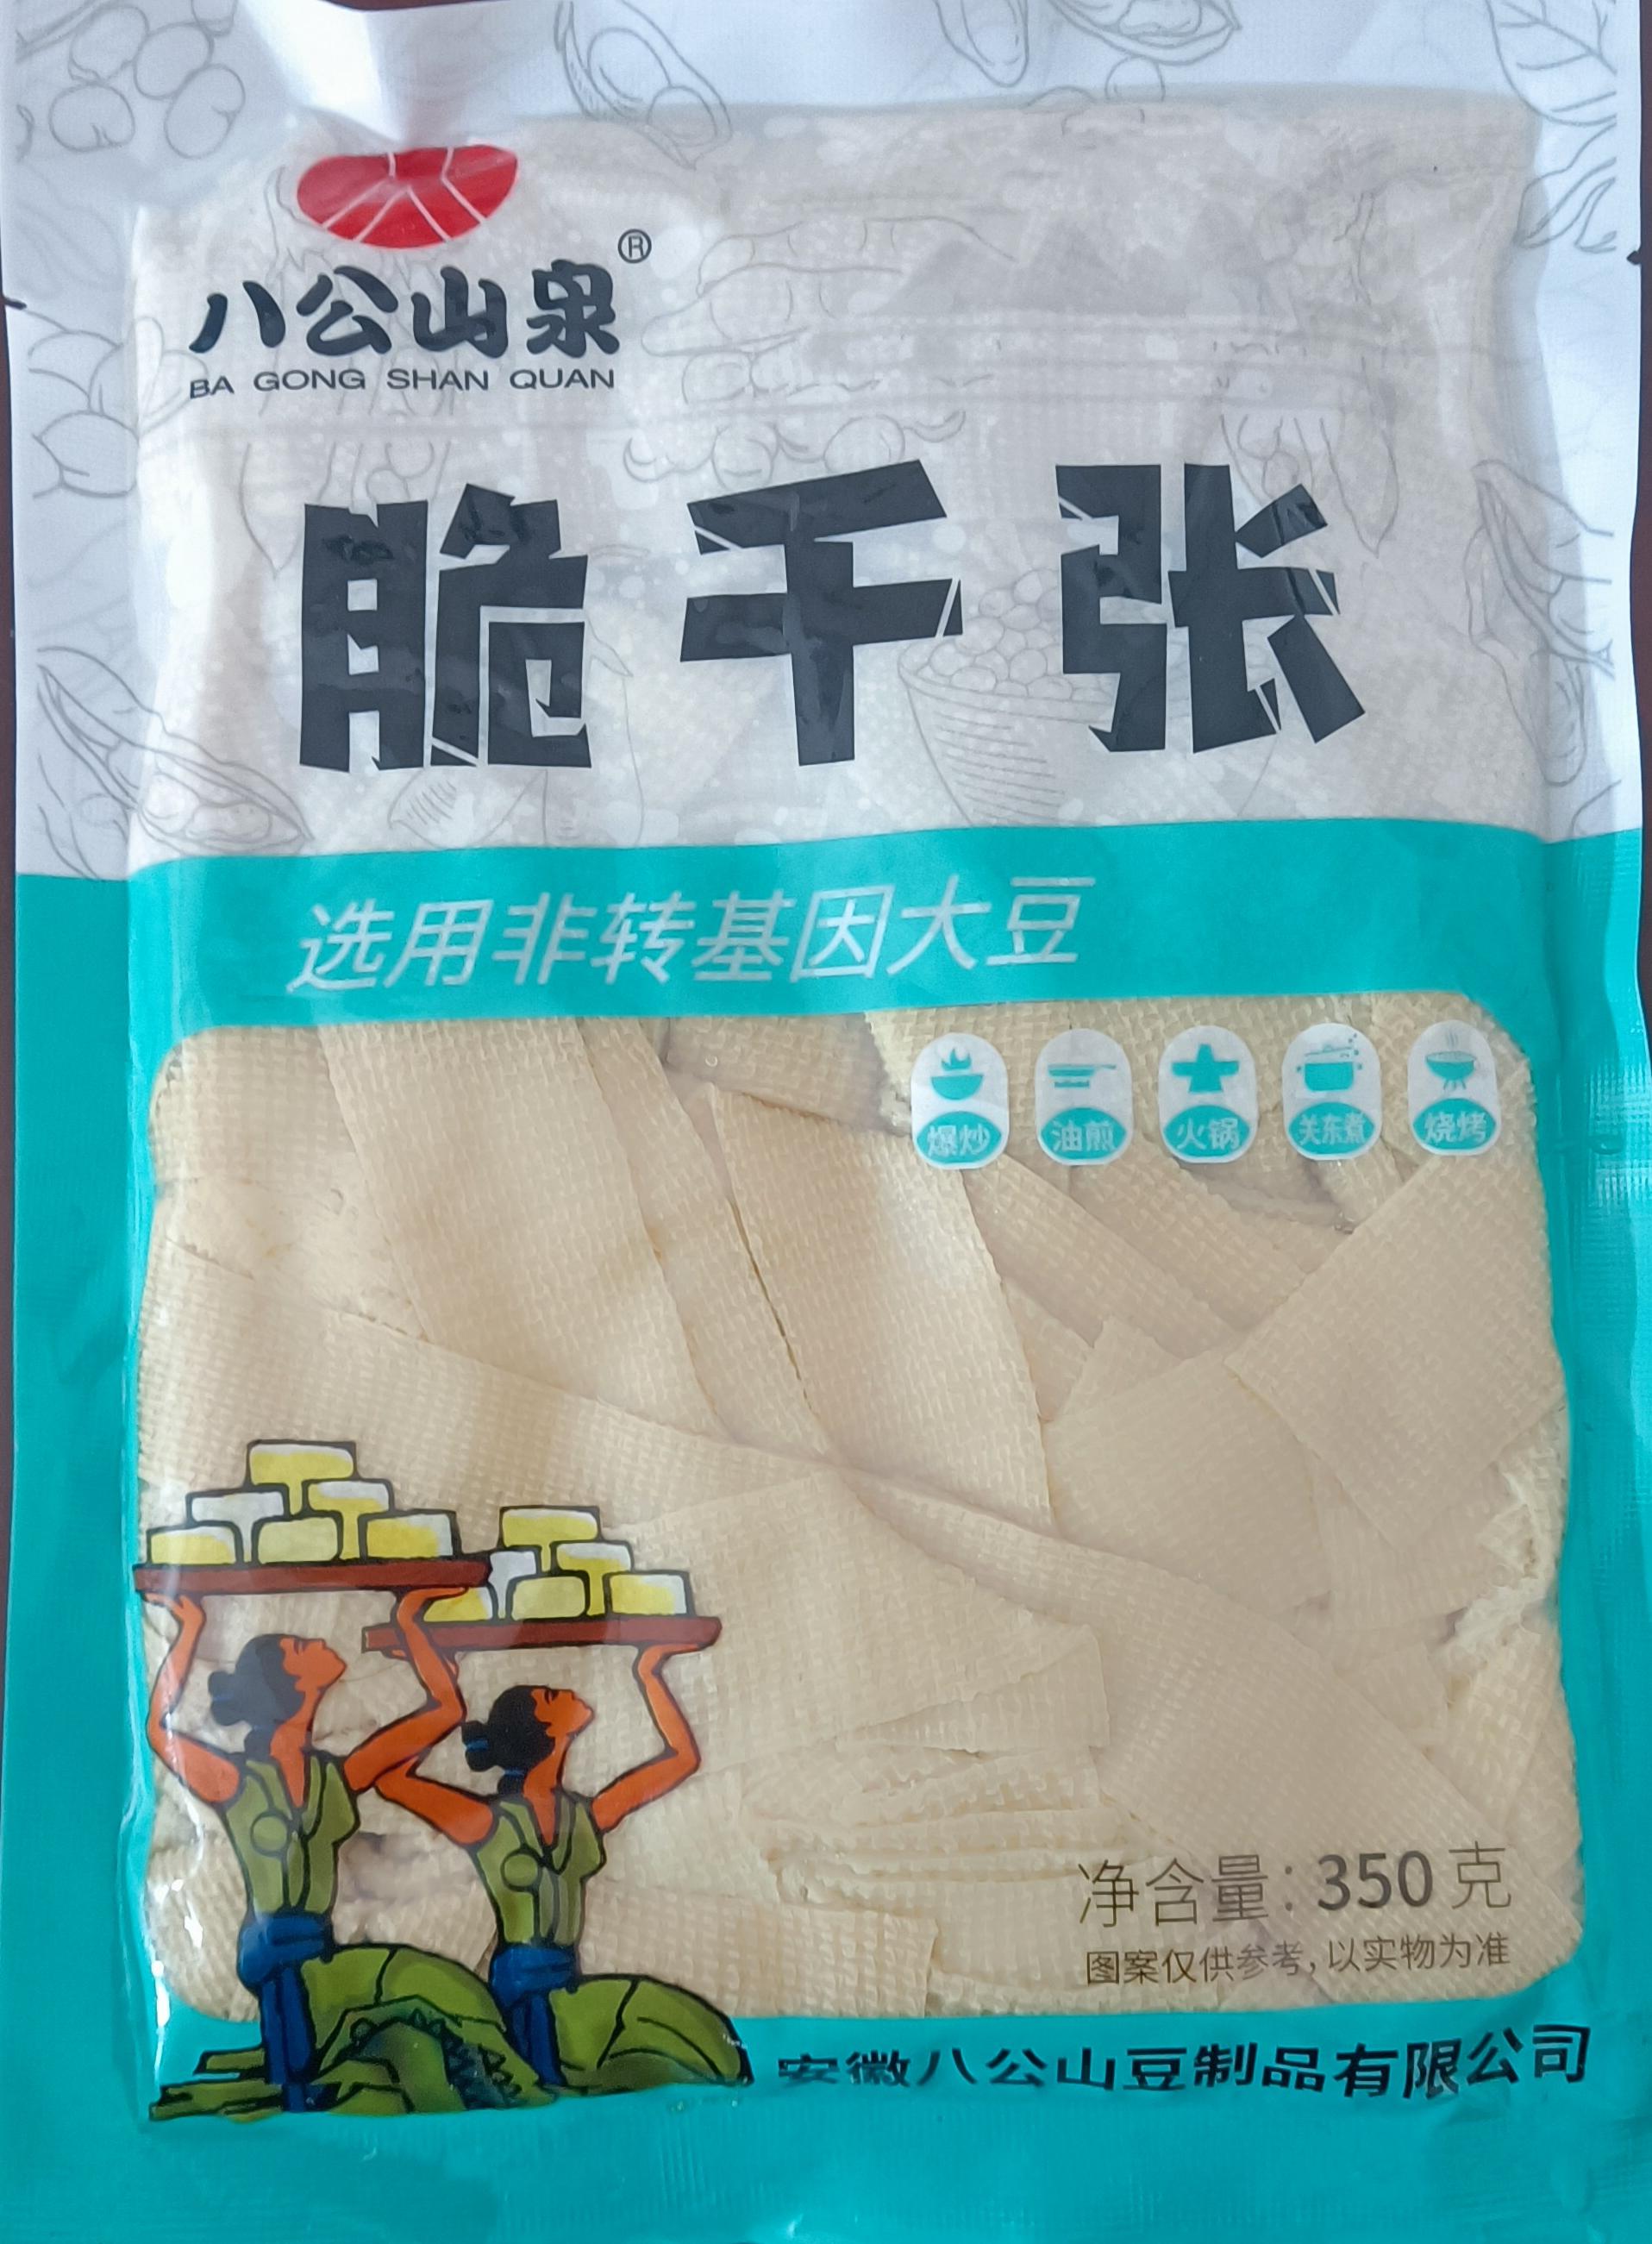 八公山泉®
BA GONG SHAN QUAN
脆千张
选用非转基因大豆
爆炒 油煎 火锅 关东煮 烧烤
净含量：350克
图案仅供参考，以实物为准
安徽八公山豆制品有限公司